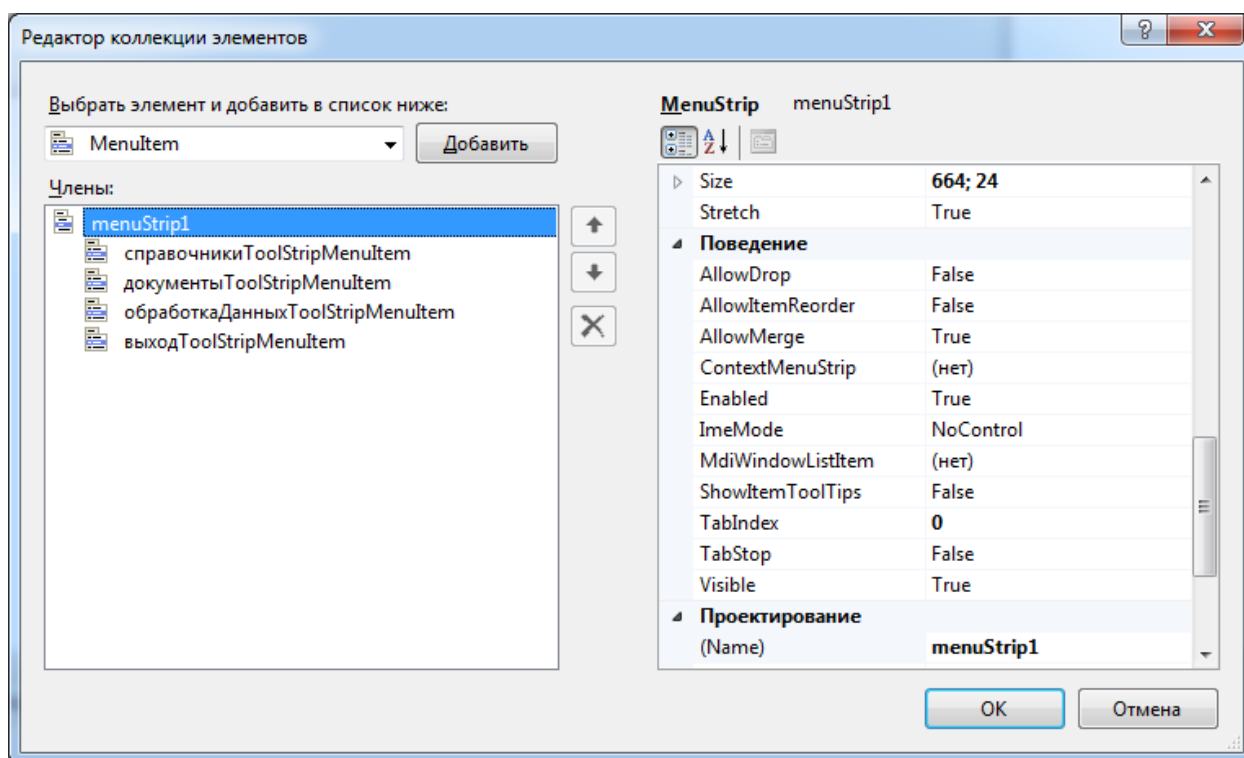 Редактор коллекции элементов
Выбрать элемент и добавить в список ниже:
MenuItem
Добавить
Члены:
menuStrip1
справочникиToolStripMenuItem
документыToolStripMenuItem
обработкаДанныхToolStripMenuItem
выходToolStripMenuItem
MenuStrip menuStrip1
Size 664; 24
Stretch True
Поведение
AllowDrop False
AllowItemReorder False
AllowMerge True
ContextMenuStrip (нет)
Enabled True
ImeMode NoControl
MdiWindowListItem (нет)
ShowItemToolTips False
TabIndex 0
TabStop False
Visible True
Проектирование
(Name) menuStrip1
OK Отмена